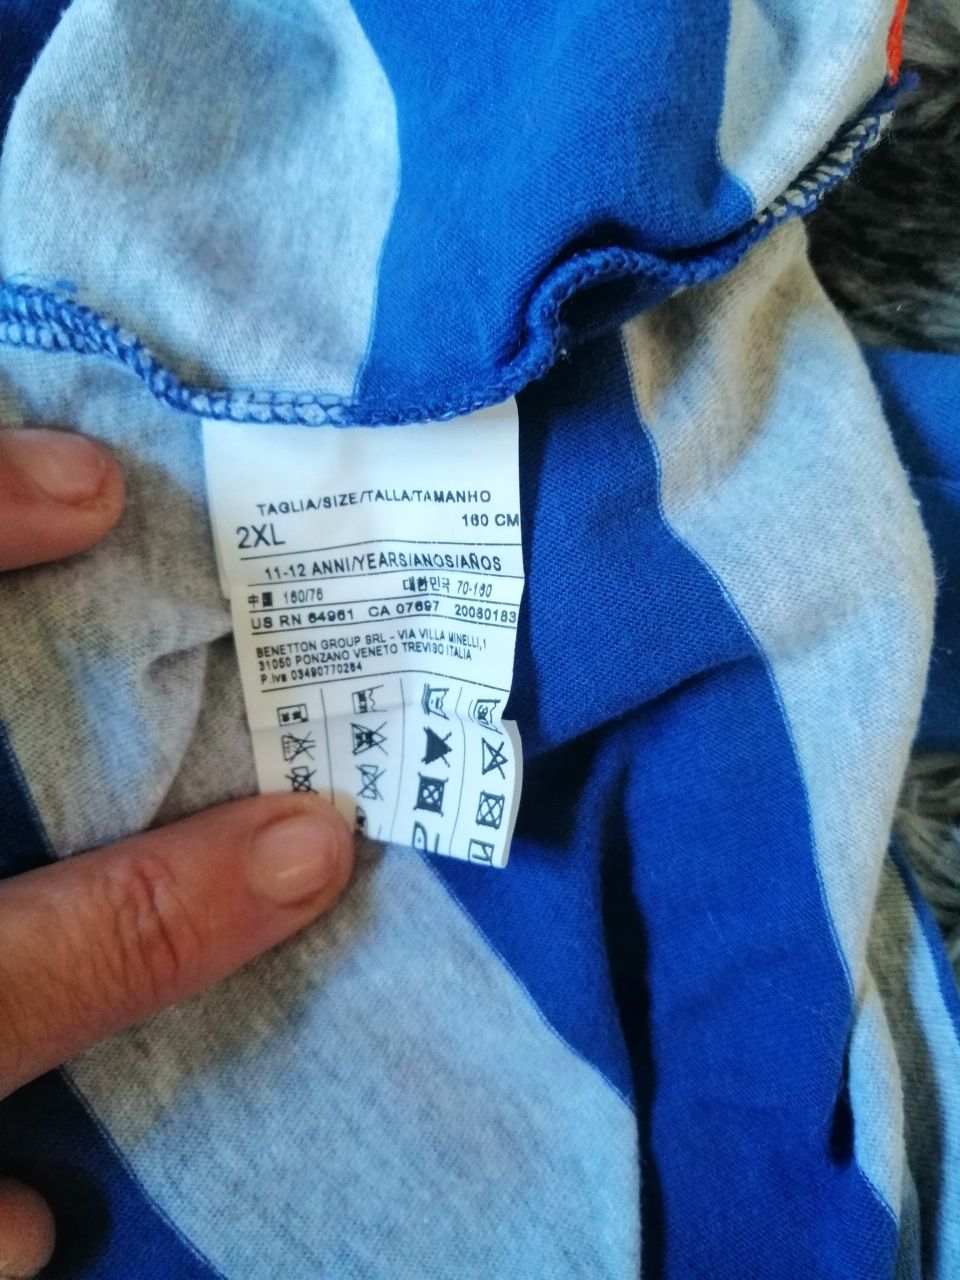 TAGLIA/SIZE/TALLA/TAMANHO
2XL 160 CM
11-12 ANNI/YEARS/ANOS/AÑOS
中國 160/76 대한민국 70-160
US RN 64961 CA 07697 20080183
BENETTON GROUP SRL - VIA VILLA MINELLI,1
31050 PONZANO VENETO TREVISO ITALIA
P.Iva 03490770264